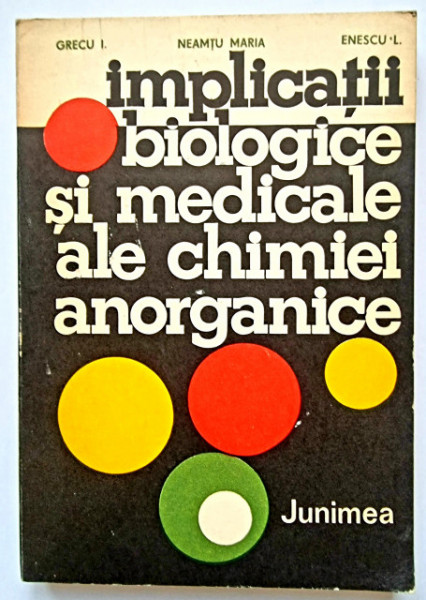 GRECU I. NEAMȚU MARIA ENESCU L.
implicații
biologice
și medicale
ale chimiei
anorganice
Junimea